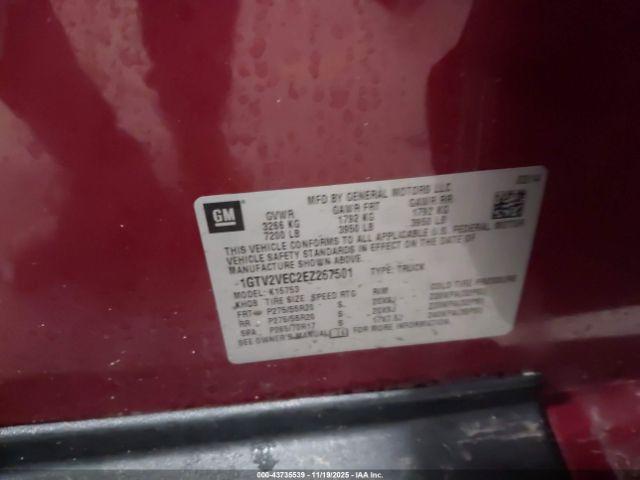 GM
MFD BY GENERAL MOTORS LLC
GVWR GAWR FRT GAWR RR
3266 KG 1792 KG 1792 KG
7200 LB 3950 LB 3950 LB
THIS VEHICLE CONFORMS TO ALL APPLICABLE U.S. FEDERAL MOTOR
VEHICLE SAFETY STANDARDS IN EFFECT ON THE DATE OF
MANUFACTURE SHOWN ABOVE.
1GTV2VEC2EZ267501 TYPE: TRUCK
MODEL: K15753
TIRE SIZE SPEED RTG RIM COLD TIRE PRESSURE
FRT P275/55R20 S 20X9J
RR P275/55R20 S 20X9J
SPA P265/70R17 S
SEE OWNER'S MANUAL FOR MORE INFORMATION.
000-43735539 - 11/19/2025 - IAA Inc.